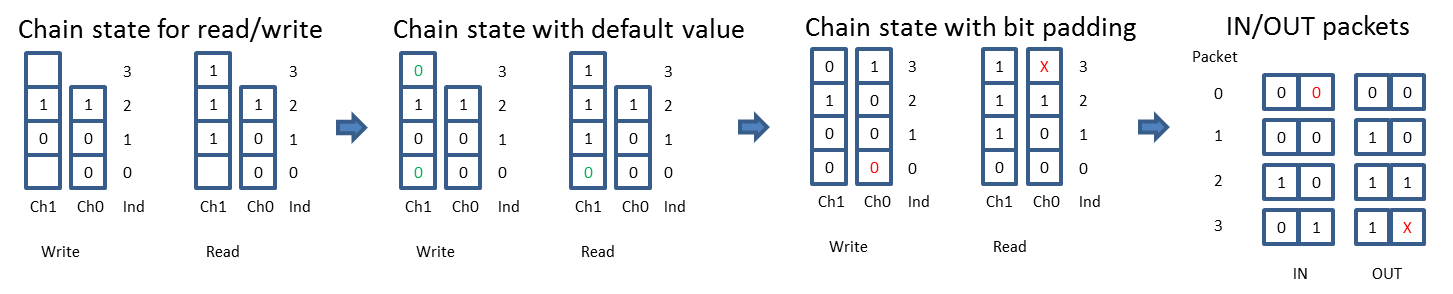 Chain state for read/write
1 3
1 1 2 1 1 2
0 0 1 1 0 1
0 0 0 0
Ch1 Ch0 Ind Ch1 Ch0 Ind
Write Read
Chain state with default value
0 3 1 3
1 1 2 1 1 2
0 0 1 1 0 1
0 0 0 0 0 0
Ch1 Ch0 Ind Ch1 Ch0 Ind
Write Read
Chain state with bit padding
0 1 3 1 X 3
1 0 2 1 1 2
0 0 1 1 0 1
0 0 0 0 0 0
Ch1 Ch0 Ind Ch1 Ch0 Ind
Write Read
IN/OUT packets
Packet
0 0 0 0 0
1 0 0 1 0
2 1 0 1 1
3 0 1 1 X
IN OUT